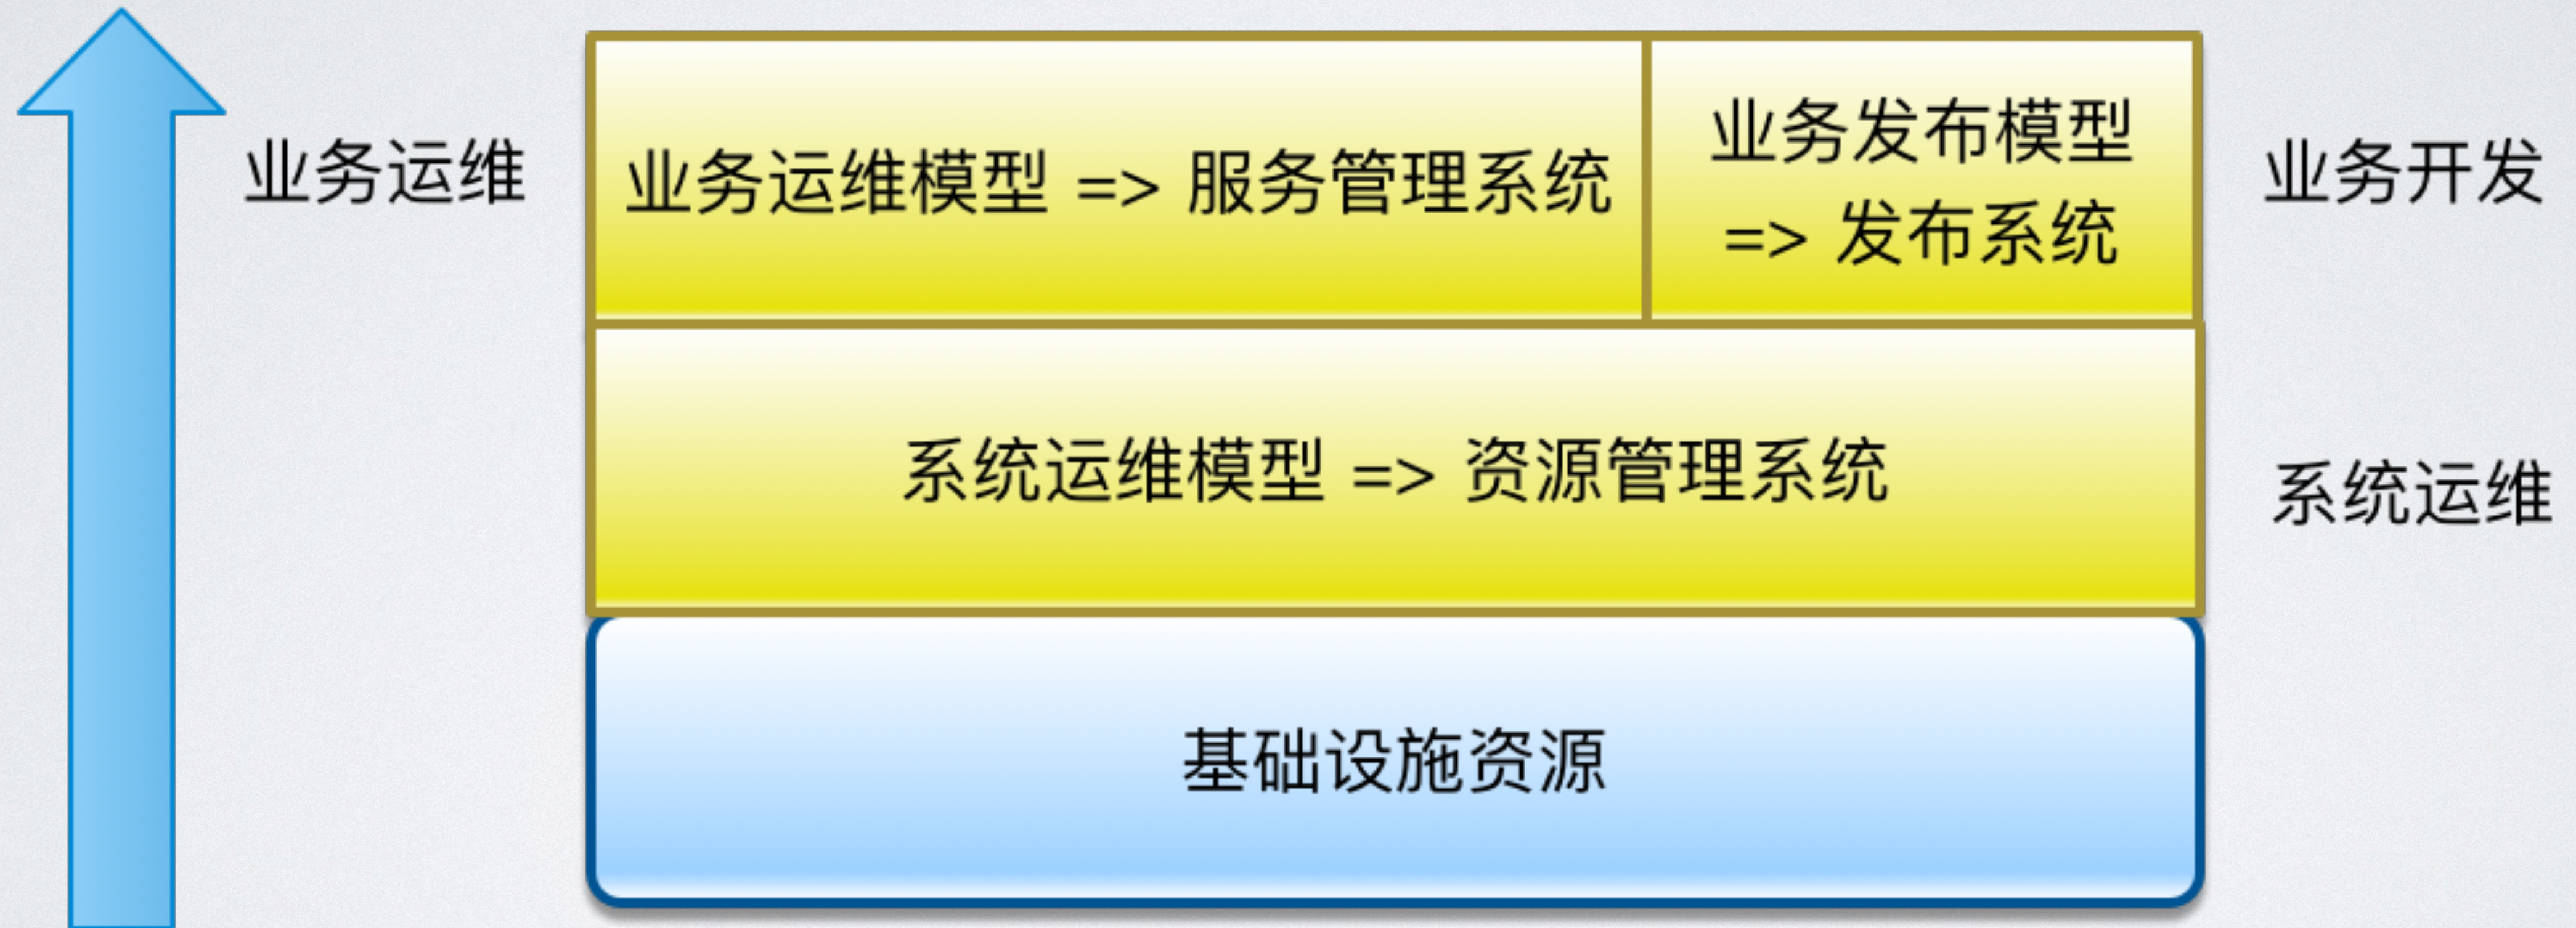 业务运维
业务运维模型 => 服务管理系统
业务发布模型
=> 发布系统
业务开发
系统运维模型 => 资源管理系统
系统运维
基础设施资源